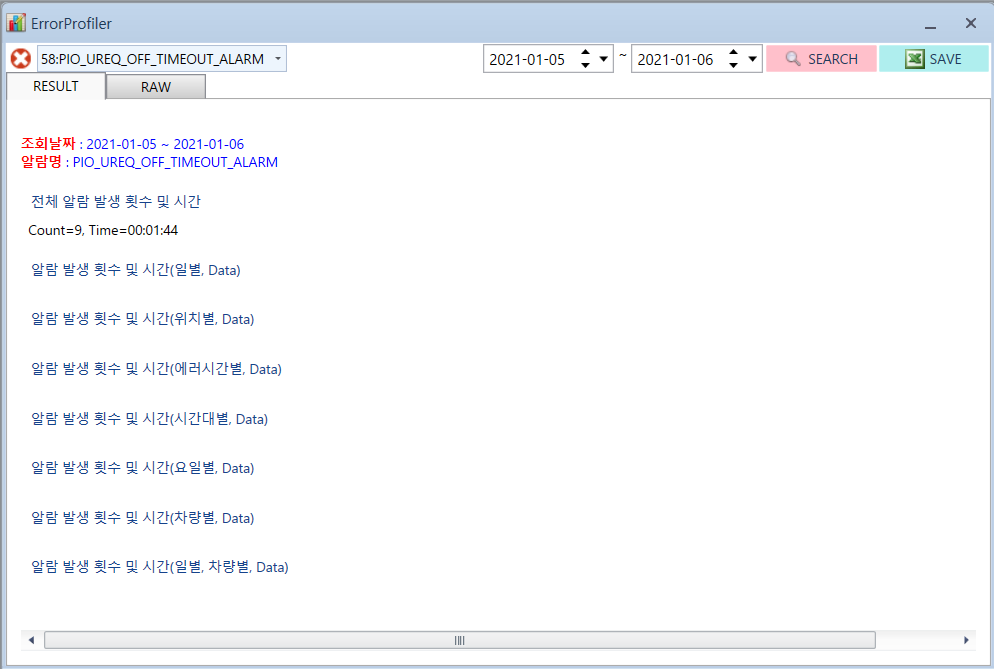 ErrorProfiler
58:PIO_UREQ_OFF_TIMEOUT_ALARM 2021-01-05 ~ 2021-01-06 SEARCH SAVE
RESULT RAW
조회날짜 : 2021-01-05 ~ 2021-01-06
알람명 : PIO_UREQ_OFF_TIMEOUT_ALARM
전체 알람 발생 횟수 및 시간
Count=9, Time=00:01:44
알람 발생 횟수 및 시간(일별, Data)
알람 발생 횟수 및 시간(위치별, Data)
알람 발생 횟수 및 시간(에러시간별, Data)
알람 발생 횟수 및 시간(시간대별, Data)
알람 발생 횟수 및 시간(요일별, Data)
알람 발생 횟수 및 시간(차량별, Data)
알람 발생 횟수 및 시간(일별, 차량별, Data)